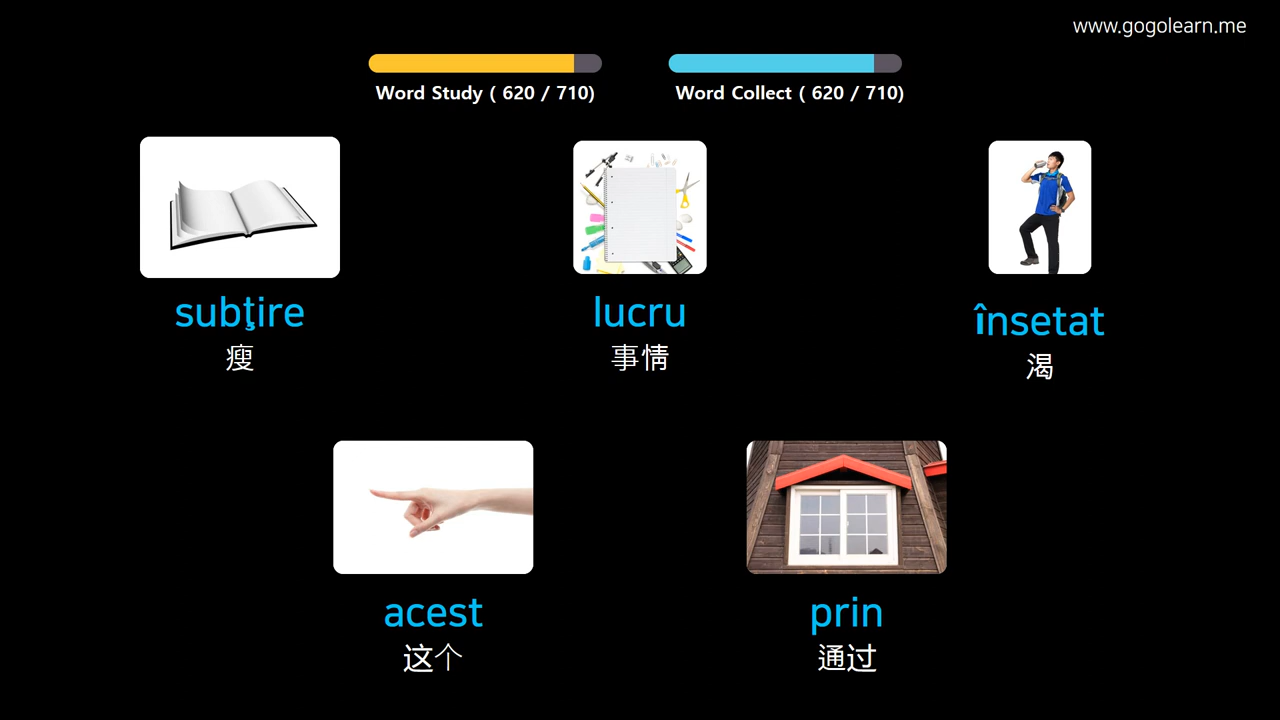 www.gogolearn.me
Word Study ( 620 / 710)
Word Collect ( 620 / 710)
subţire
瘦
lucru
事情
însetat
渴
acest
这个
prin
通过